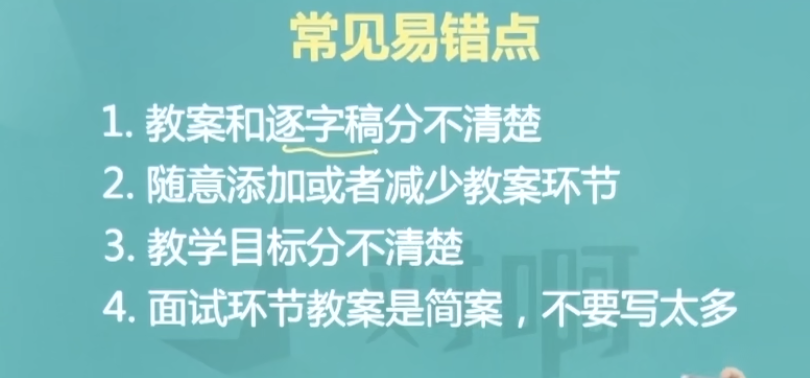 常见易错点
1. 教案和逐字稿分不清楚
2. 随意添加或者减少教案环节
3. 教学目标分不清楚
4. 面试环节教案是简案，不要写太多
对啊